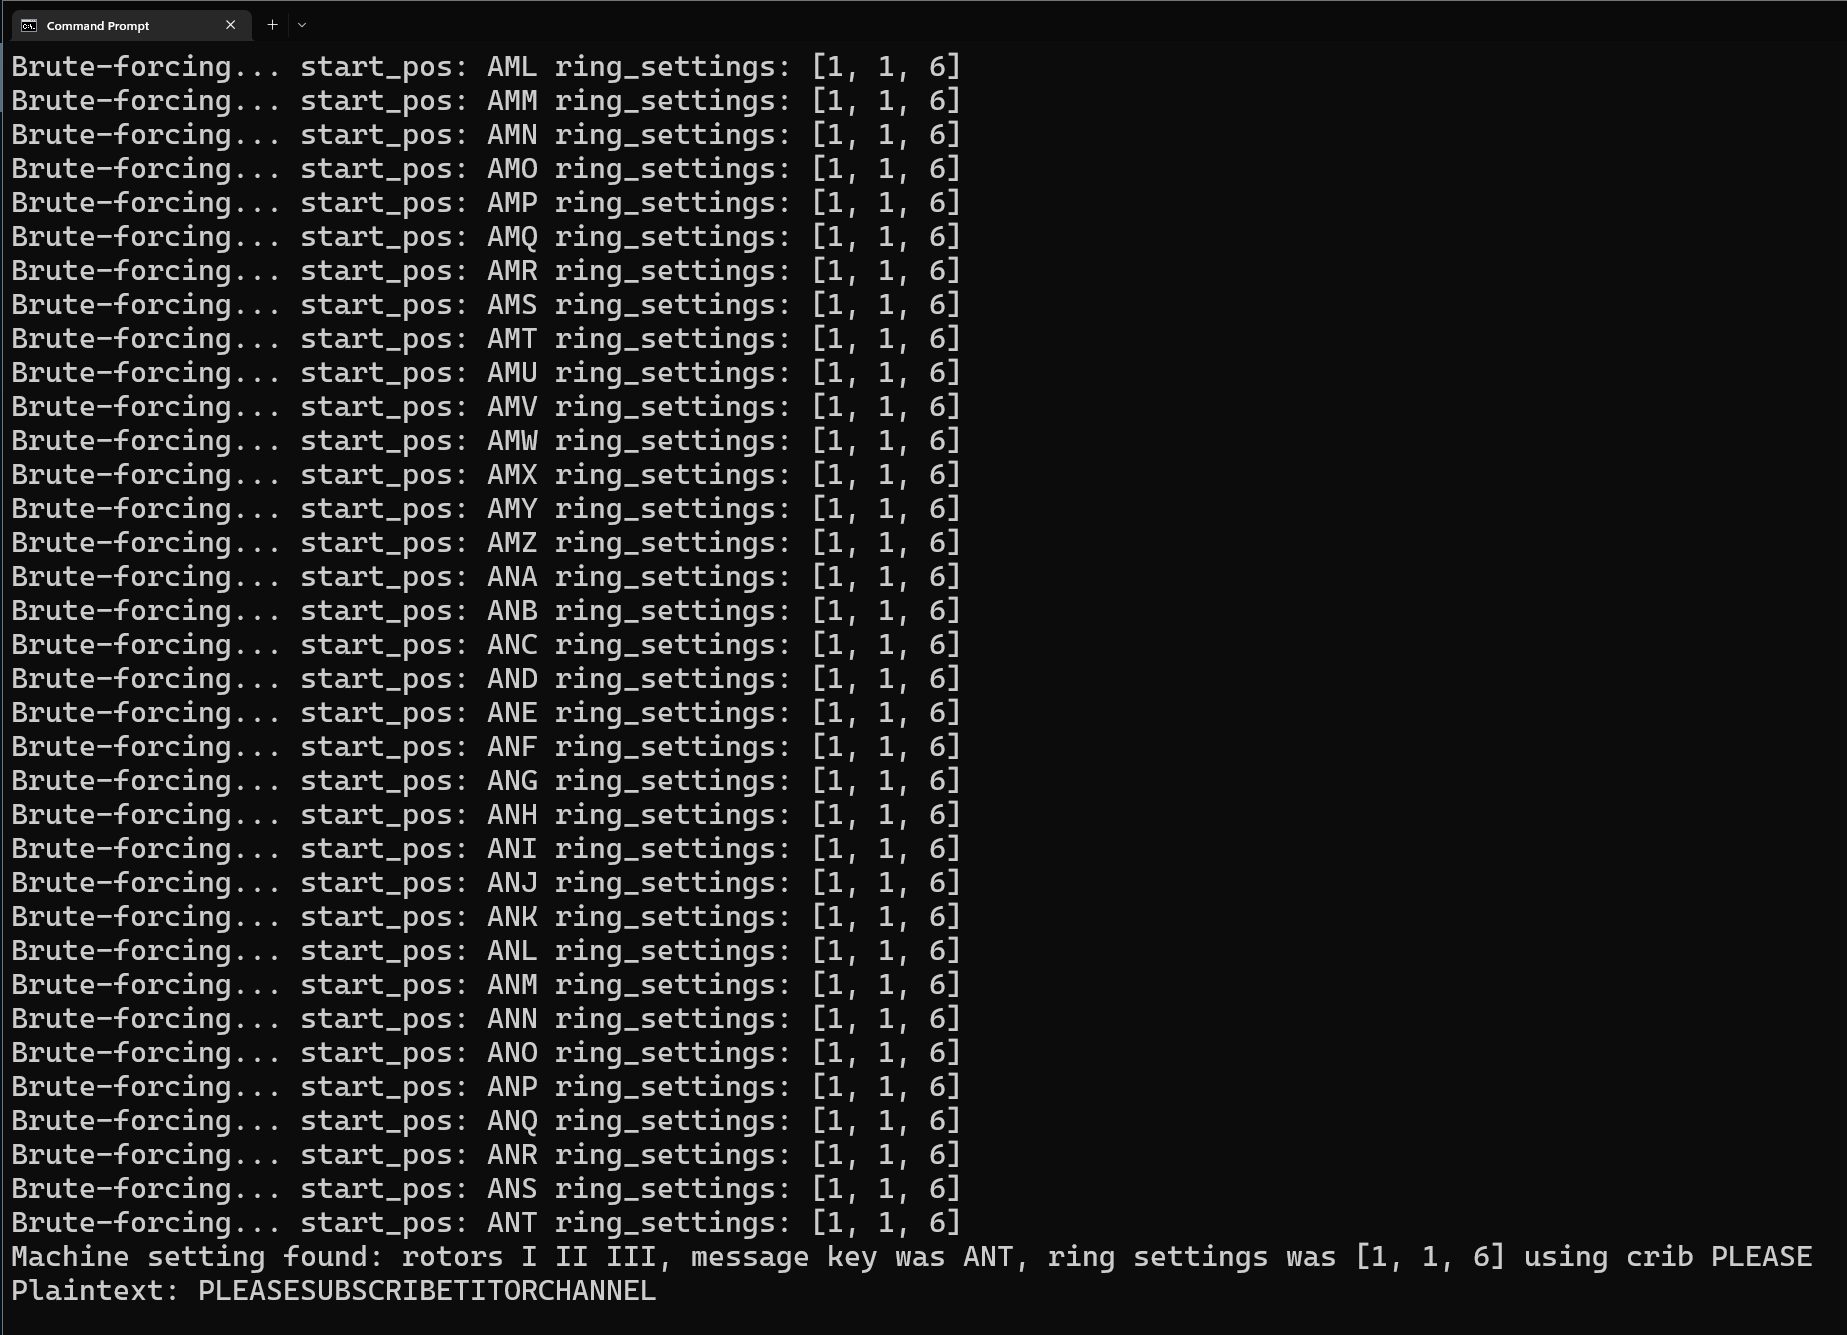 Command Prompt
Brute-forcing... start_pos: AML ring_settings: [1, 1, 6]
Brute-forcing... start_pos: AMM ring_settings: [1, 1, 6]
Brute-forcing... start_pos: AMN ring_settings: [1, 1, 6]
Brute-forcing... start_pos: AMO ring_settings: [1, 1, 6]
Brute-forcing... start_pos: AMP ring_settings: [1, 1, 6]
Brute-forcing... start_pos: AMQ ring_settings: [1, 1, 6]
Brute-forcing... start_pos: AMR ring_settings: [1, 1, 6]
Brute-forcing... start_pos: AMS ring_settings: [1, 1, 6]
Brute-forcing... start_pos: AMT ring_settings: [1, 1, 6]
Brute-forcing... start_pos: AMU ring_settings: [1, 1, 6]
Brute-forcing... start_pos: AMV ring_settings: [1, 1, 6]
Brute-forcing... start_pos: AMW ring_settings: [1, 1, 6]
Brute-forcing... start_pos: AMX ring_settings: [1, 1, 6]
Brute-forcing... start_pos: AMY ring_settings: [1, 1, 6]
Brute-forcing... start_pos: AMZ ring_settings: [1, 1, 6]
Brute-forcing... start_pos: ANA ring_settings: [1, 1, 6]
Brute-forcing... start_pos: ANB ring_settings: [1, 1, 6]
Brute-forcing... start_pos: ANC ring_settings: [1, 1, 6]
Brute-forcing... start_pos: AND ring_settings: [1, 1, 6]
Brute-forcing... start_pos: ANE ring_settings: [1, 1, 6]
Brute-forcing... start_pos: ANF ring_settings: [1, 1, 6]
Brute-forcing... start_pos: ANG ring_settings: [1, 1, 6]
Brute-forcing... start_pos: ANH ring_settings: [1, 1, 6]
Brute-forcing... start_pos: ANI ring_settings: [1, 1, 6]
Brute-forcing... start_pos: ANJ ring_settings: [1, 1, 6]
Brute-forcing... start_pos: ANK ring_settings: [1, 1, 6]
Brute-forcing... start_pos: ANL ring_settings: [1, 1, 6]
Brute-forcing... start_pos: ANM ring_settings: [1, 1, 6]
Brute-forcing... start_pos: ANN ring_settings: [1, 1, 6]
Brute-forcing... start_pos: ANO ring_settings: [1, 1, 6]
Brute-forcing... start_pos: ANP ring_settings: [1, 1, 6]
Brute-forcing... start_pos: ANQ ring_settings: [1, 1, 6]
Brute-forcing... start_pos: ANR ring_settings: [1, 1, 6]
Brute-forcing... start_pos: ANS ring_settings: [1, 1, 6]
Brute-forcing... start_pos: ANT ring_settings: [1, 1, 6]
Machine setting found: rotors I II III, message key was ANT, ring settings was [1, 1, 6] using crib PLEASE
Plaintext: PLEASESUBSCRIBETITORCHANNEL